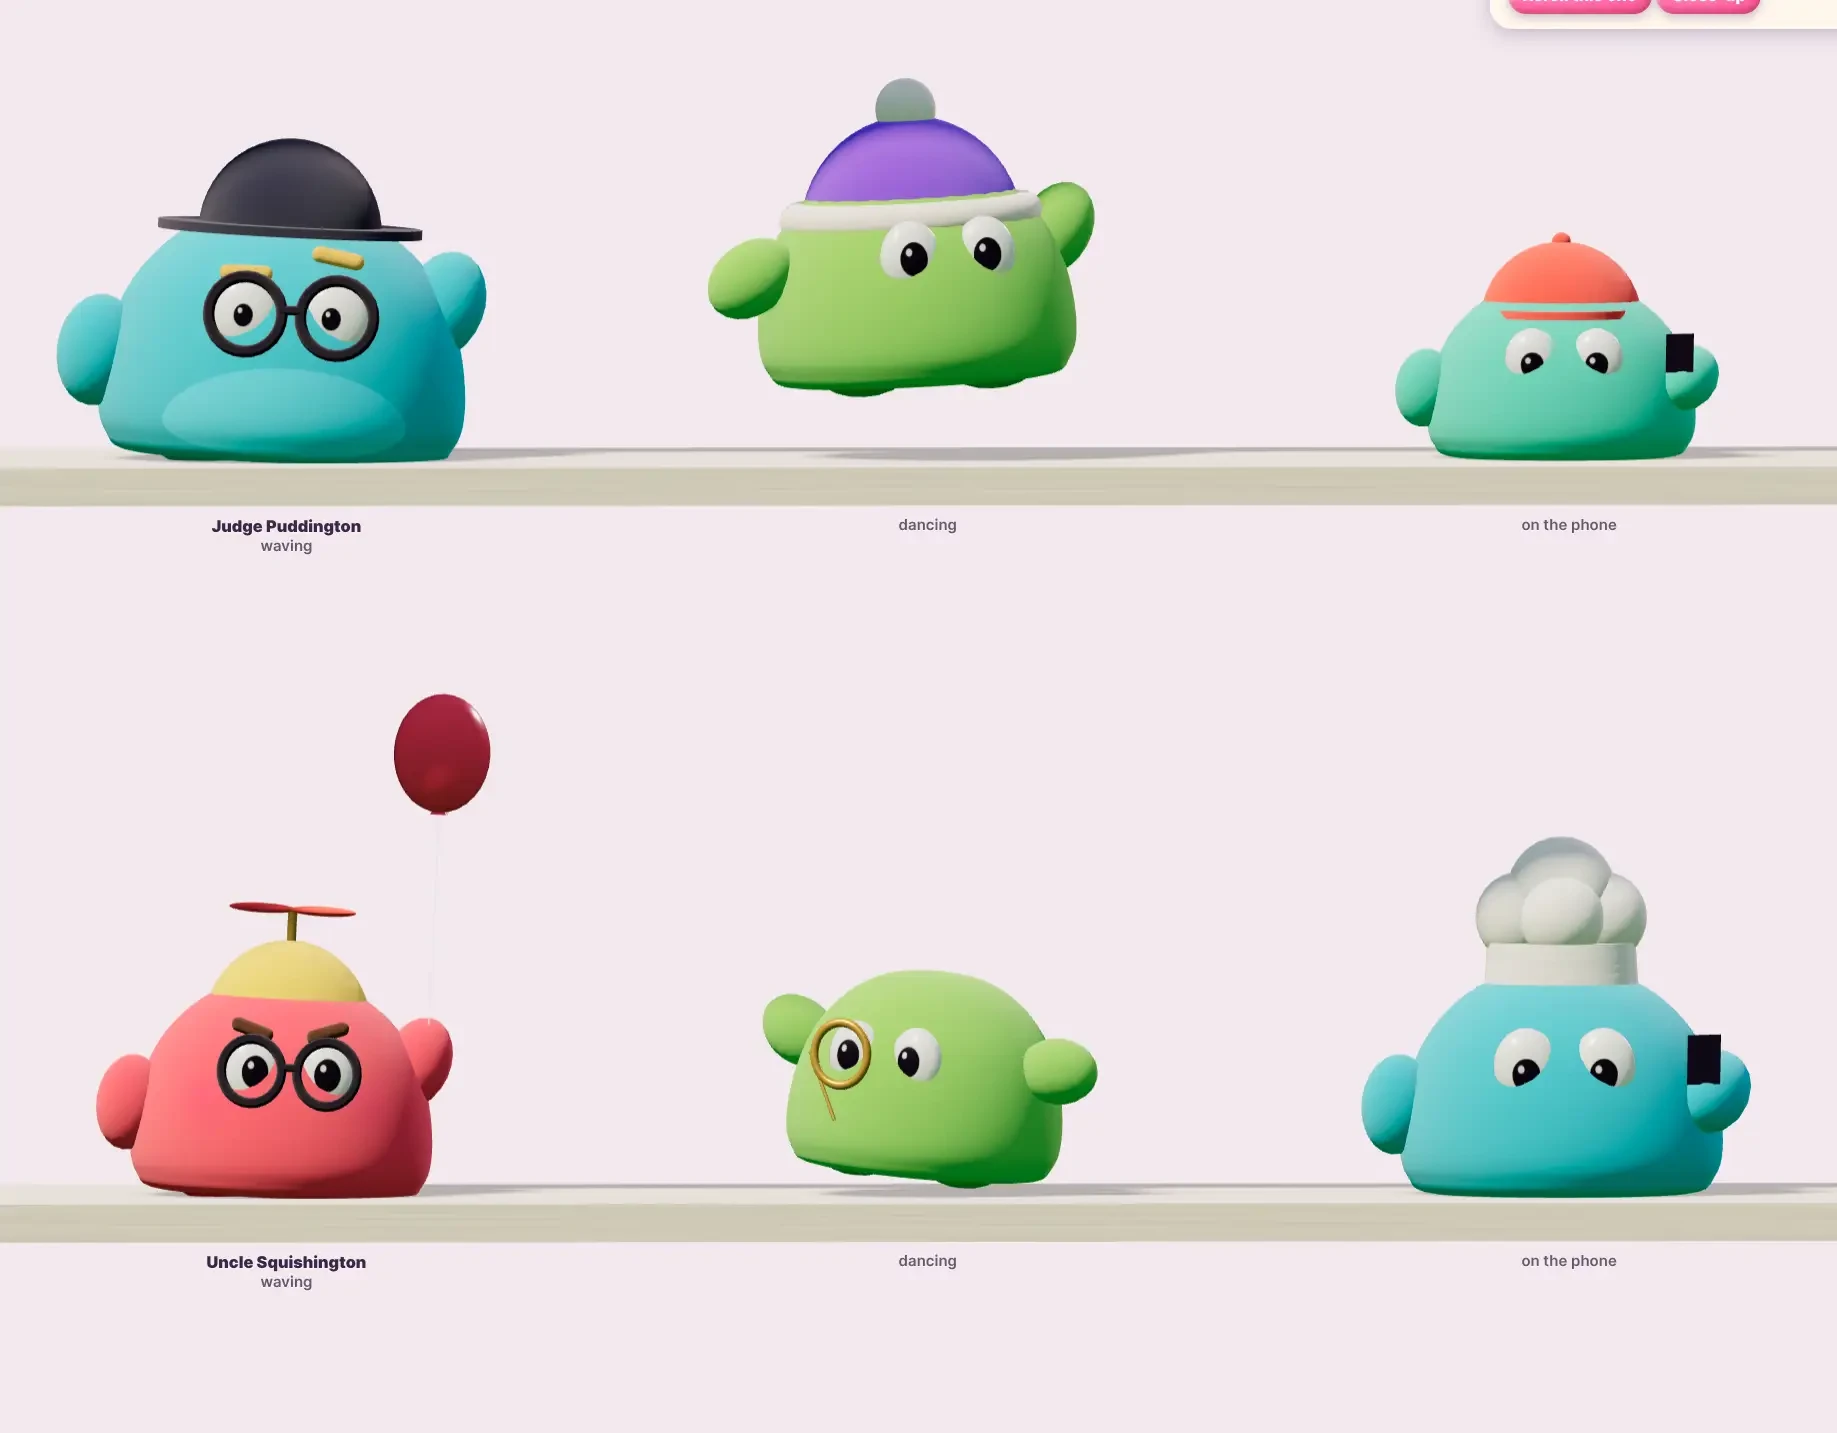 Judge Puddington
waving
dancing
on the phone
Uncle Squishington
waving
dancing
on the phone